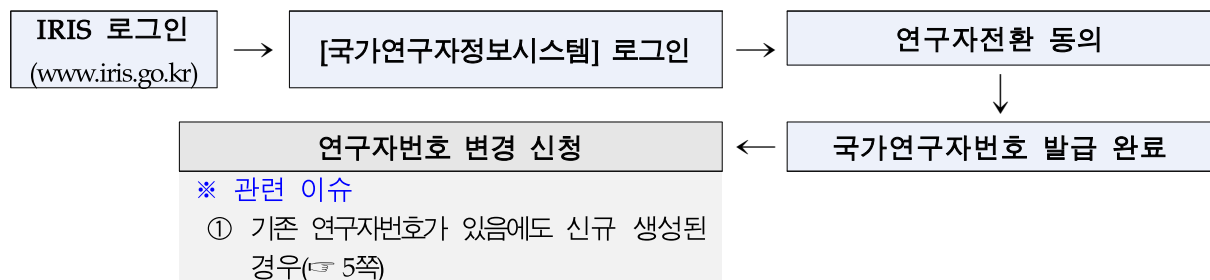 IRIS 로그인
(www.iris.go.kr)
→
[국가연구자정보시스템] 로그인
→
연구자전환 동의
↓
국가연구자번호 발급 완료
←
연구자번호 변경 신청
※ 관련 이슈
① 기존 연구자번호가 있음에도 신규 생성된
경우(☞ 5쪽)